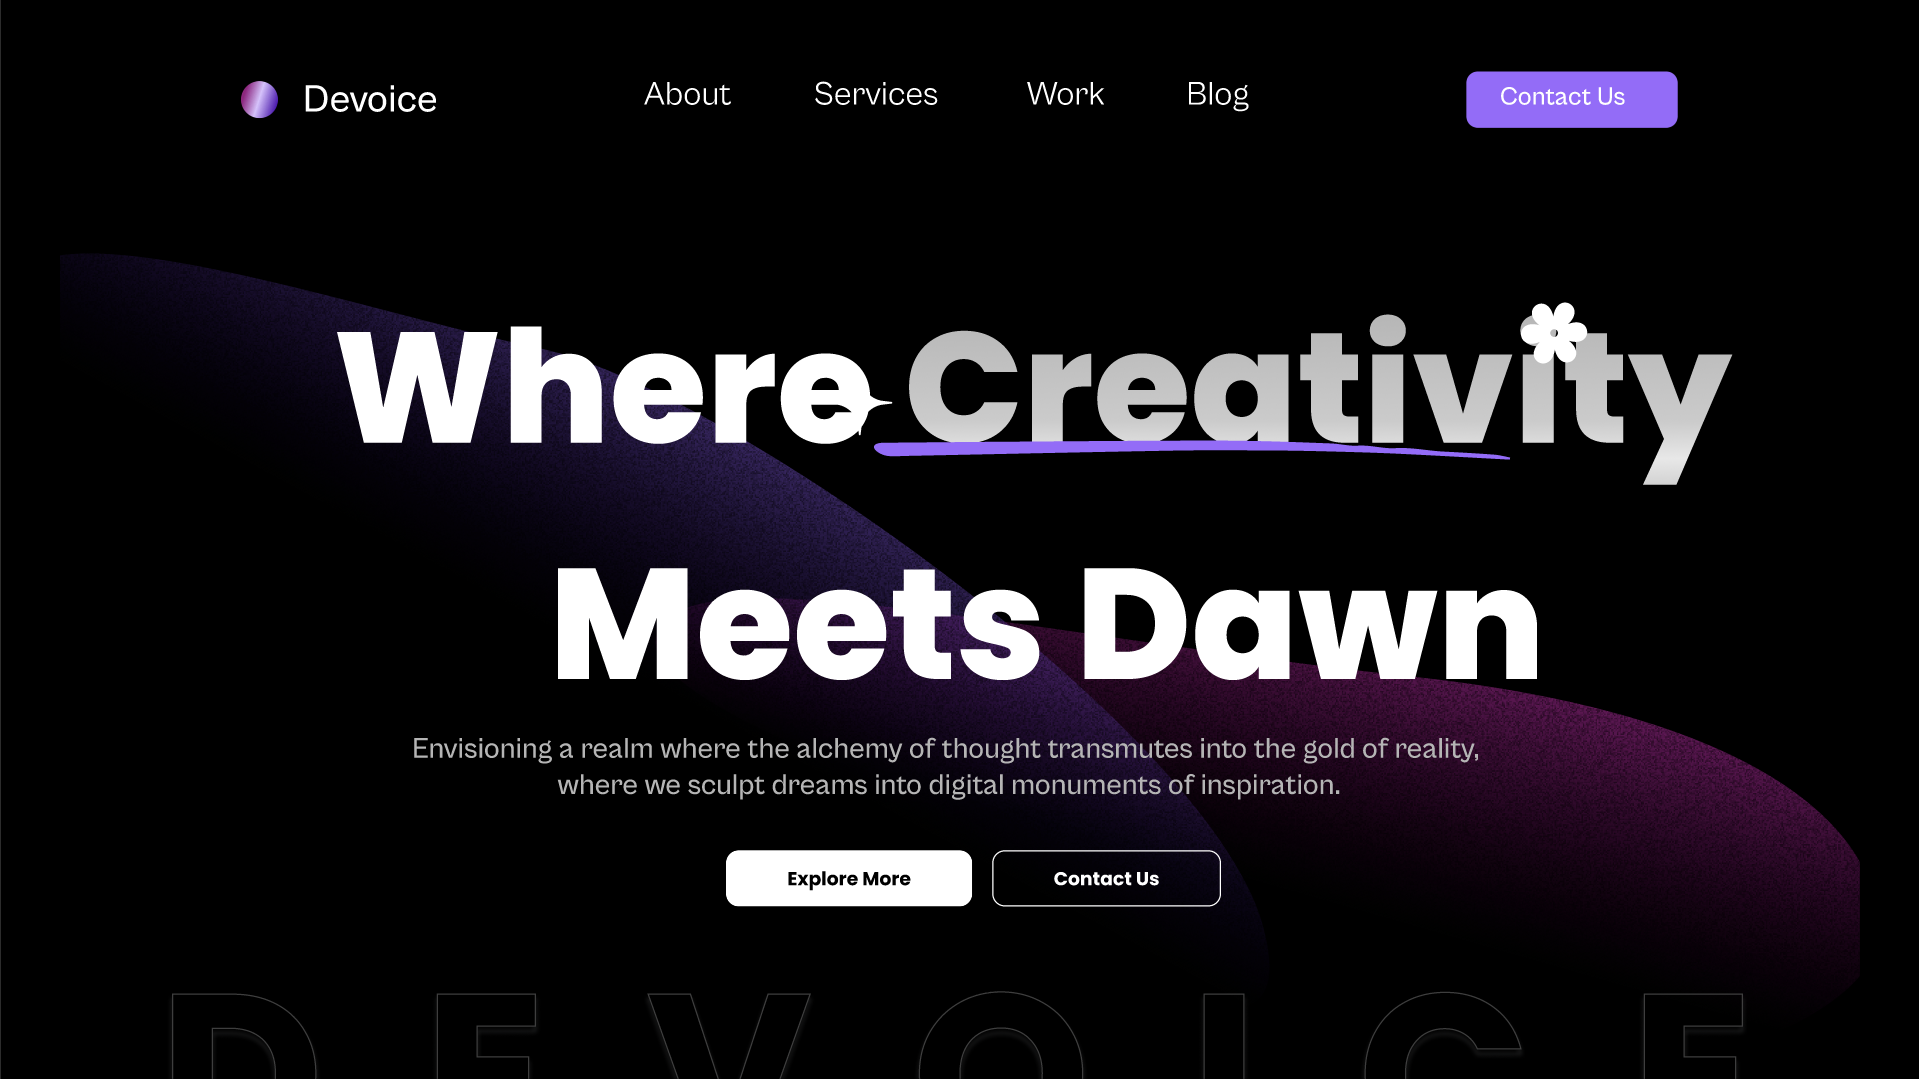 Devoice
About
Services
Work
Blog
Contact Us
Where Creativity
Meets Dawn
Envisioning a realm where the alchemy of thought transmutes into the gold of reality,
where we sculpt dreams into digital monuments of inspiration.
Explore More
Contact Us
DEVOICE